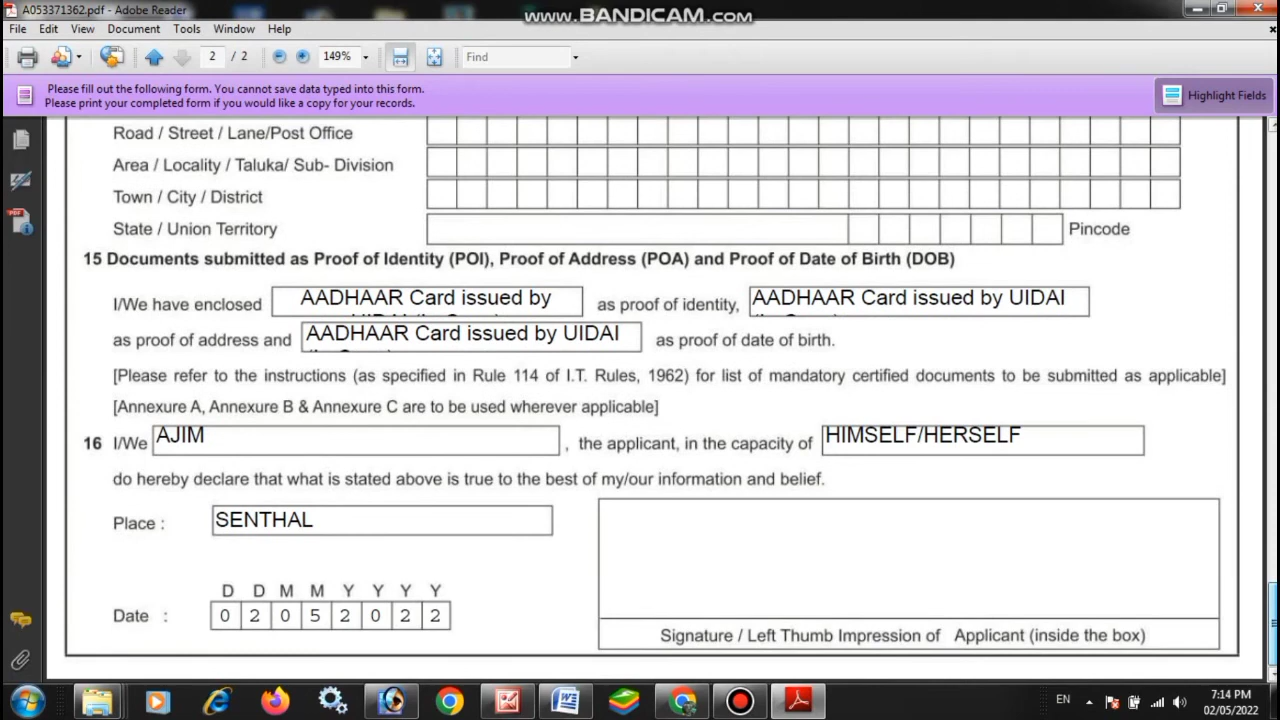 A053371362.pdf - Adobe Reader
www.BANDICAM.com
File Edit View Document Tools Window Help
2 / 2 149% Find
Please fill out the following form. You cannot save data typed into this form.
Please print your completed form if you would like a copy for your records.
Highlight Fields
Road / Street / Lane/Post Office
Area / Locality / Taluka/ Sub- Division
Town / City / District
State / Union Territory Pincode
15 Documents submitted as Proof of Identity (POI), Proof of Address (POA) and Proof of Date of Birth (DOB)
I/We have enclosed AADHAAR Card issued by as proof of identity, AADHAAR Card issued by UIDAI
as proof of address and AADHAAR Card issued by UIDAI as proof of date of birth.
[Please refer to the instructions (as specified in Rule 114 of I.T. Rules, 1962) for list of mandatory certified documents to be submitted as applicable]
[Annexure A, Annexure B & Annexure C are to be used wherever applicable]
16 I/We AJIM , the applicant, in the capacity of HIMSELF/HERSELF
do hereby declare that what is stated above is true to the best of my/our information and belief.
Place : SENTHAL
D D M M Y Y Y Y
Date : 0 2 0 5 2 0 2 2
Signature / Left Thumb Impression of Applicant (inside the box)
EN 7:14 PM
02/05/2022